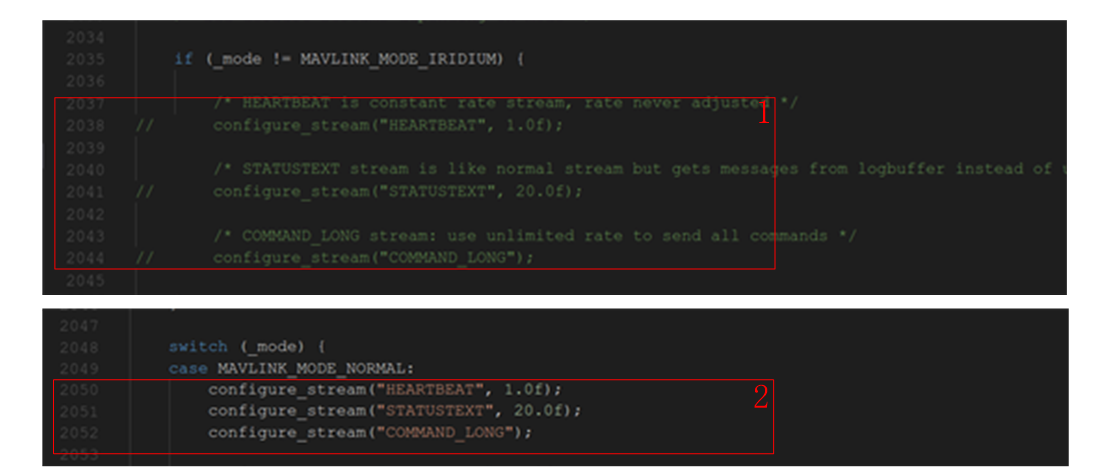 2034
2035 if (_mode != MAVLINK_MODE_IRIDIUM) {
2036
2037 /* HEARTBEAT is constant rate stream, rate never adjusted */
1
2038 // configure_stream("HEARTBEAT", 1.0f);
2039
2040 /* STATUSTEXT stream is like normal stream but gets messages from logbuffer instead of
2041 // configure_stream("STATUSTEXT", 20.0f);
2042
2043 /* COMMAND_LONG stream: use unlimited rate to send all commands */
2044 // configure_stream("COMMAND_LONG");
2045
2047
2048 switch (_mode) {
2049 case MAVLINK_MODE_NORMAL:
2050 configure_stream("HEARTBEAT", 1.0f);
2
2051 configure_stream("STATUSTEXT", 20.0f);
2052 configure_stream("COMMAND_LONG");
2053